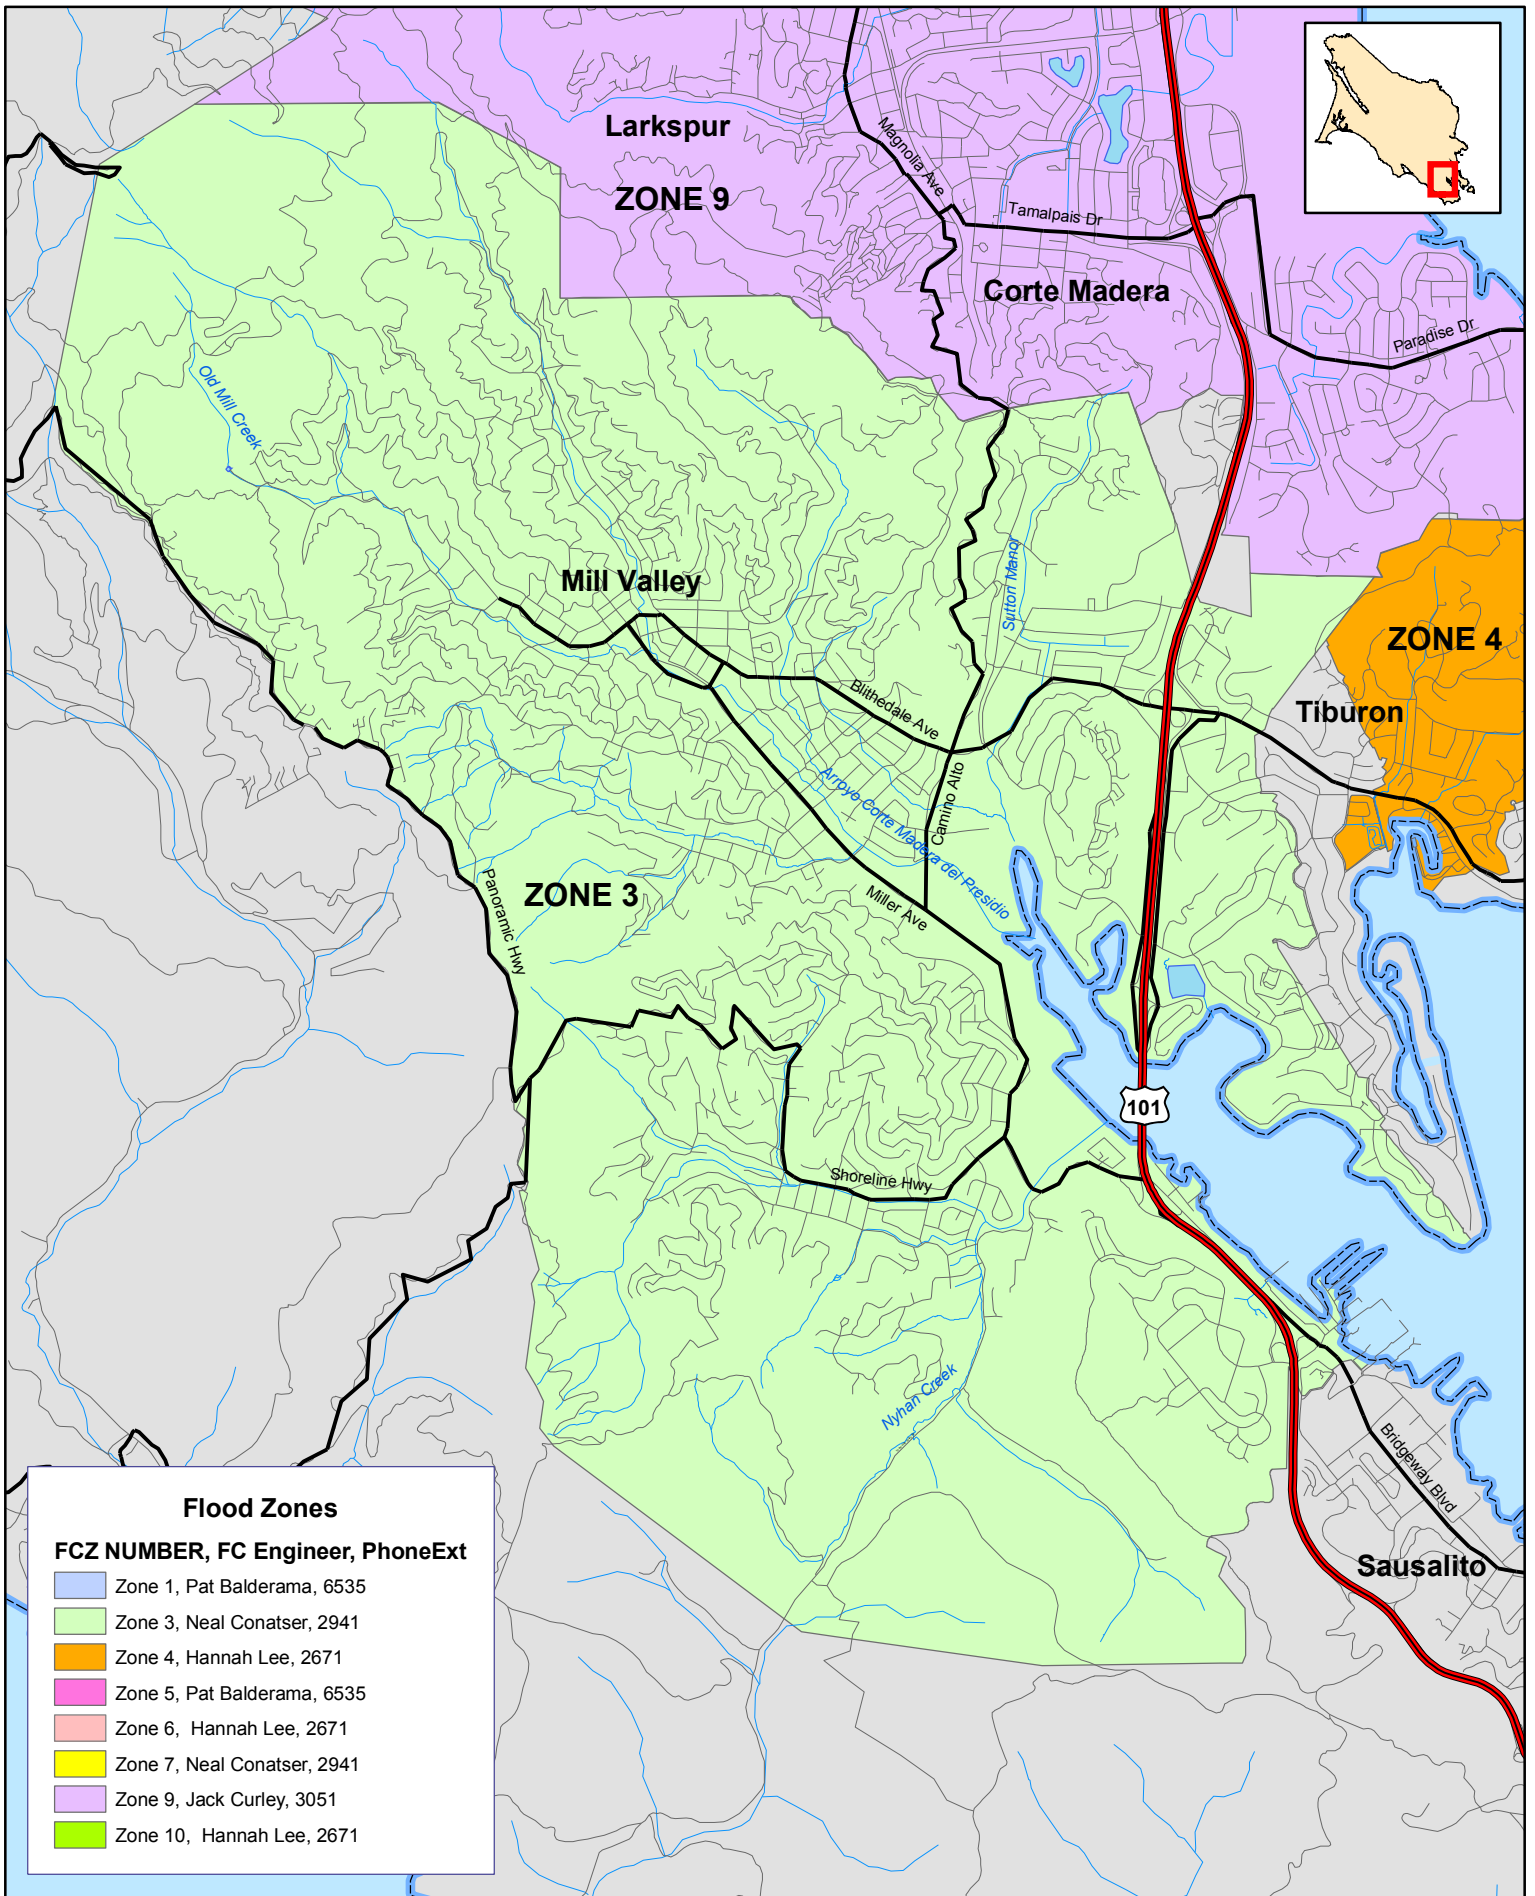 Larkspur
ZONE 9
Magnolia Ave
Tamalpais Dr
Corte Madera
Paradise Dr
Old Mill Creek
Mill Valley
Sutton Manor
ZONE 4
Tiburon
Blithedale Ave
Arroyo Corte Madera del Presidio
Camino Alto
ZONE 3
Panoramic Hwy
Miller Ave
101
Shoreline Hwy
Nyhan Creek
Bridgeway Blvd
Sausalito
Flood Zones
FCZ NUMBER, FC Engineer, PhoneExt
Zone 1, Pat Balderama, 6535
Zone 3, Neal Conatser, 2941
Zone 4, Hannah Lee, 2671
Zone 5, Pat Balderama, 6535
Zone 6, Hannah Lee, 2671
Zone 7, Neal Conatser, 2941
Zone 9, Jack Curley, 3051
Zone 10, Hannah Lee, 2671